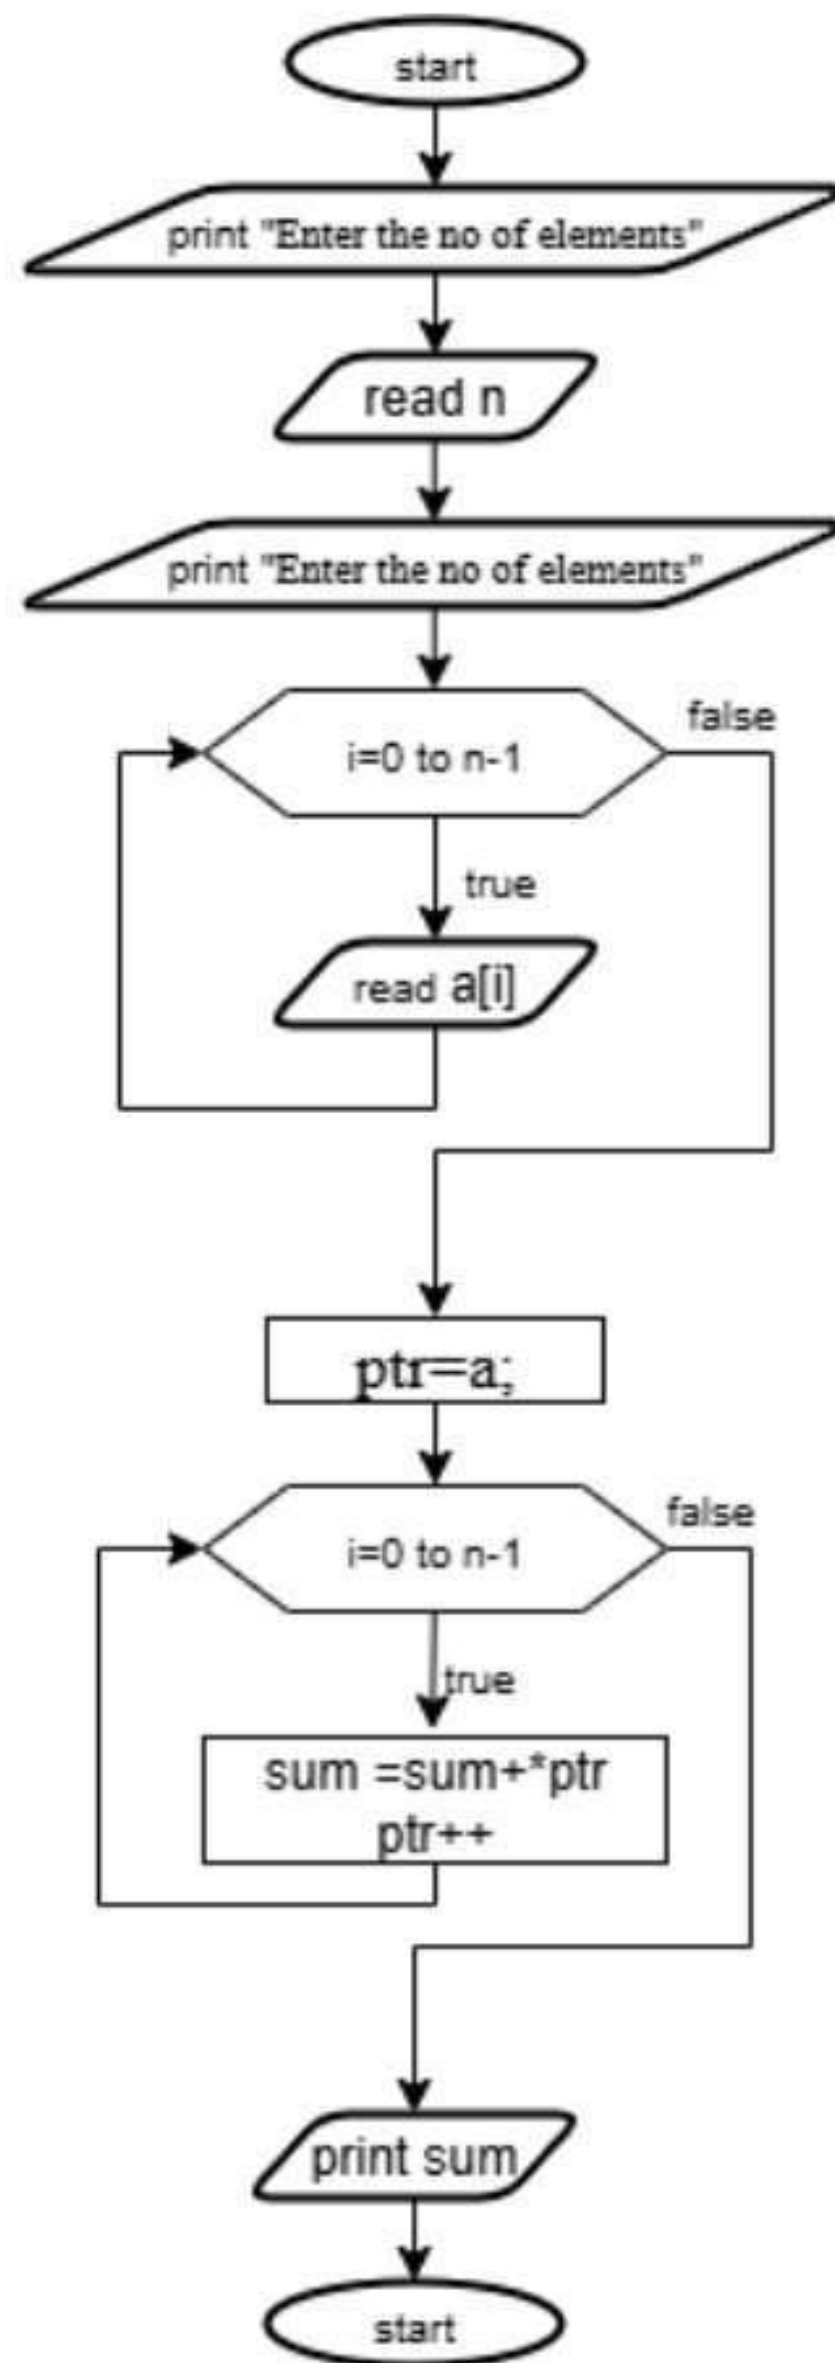 start
print "Enter the no of elements"
read n
print "Enter the no of elements"
i=0 to n-1
false
true
read a[i]
ptr=a;
i=0 to n-1
false
true
sum =sum+*ptr
ptr++
print sum
start